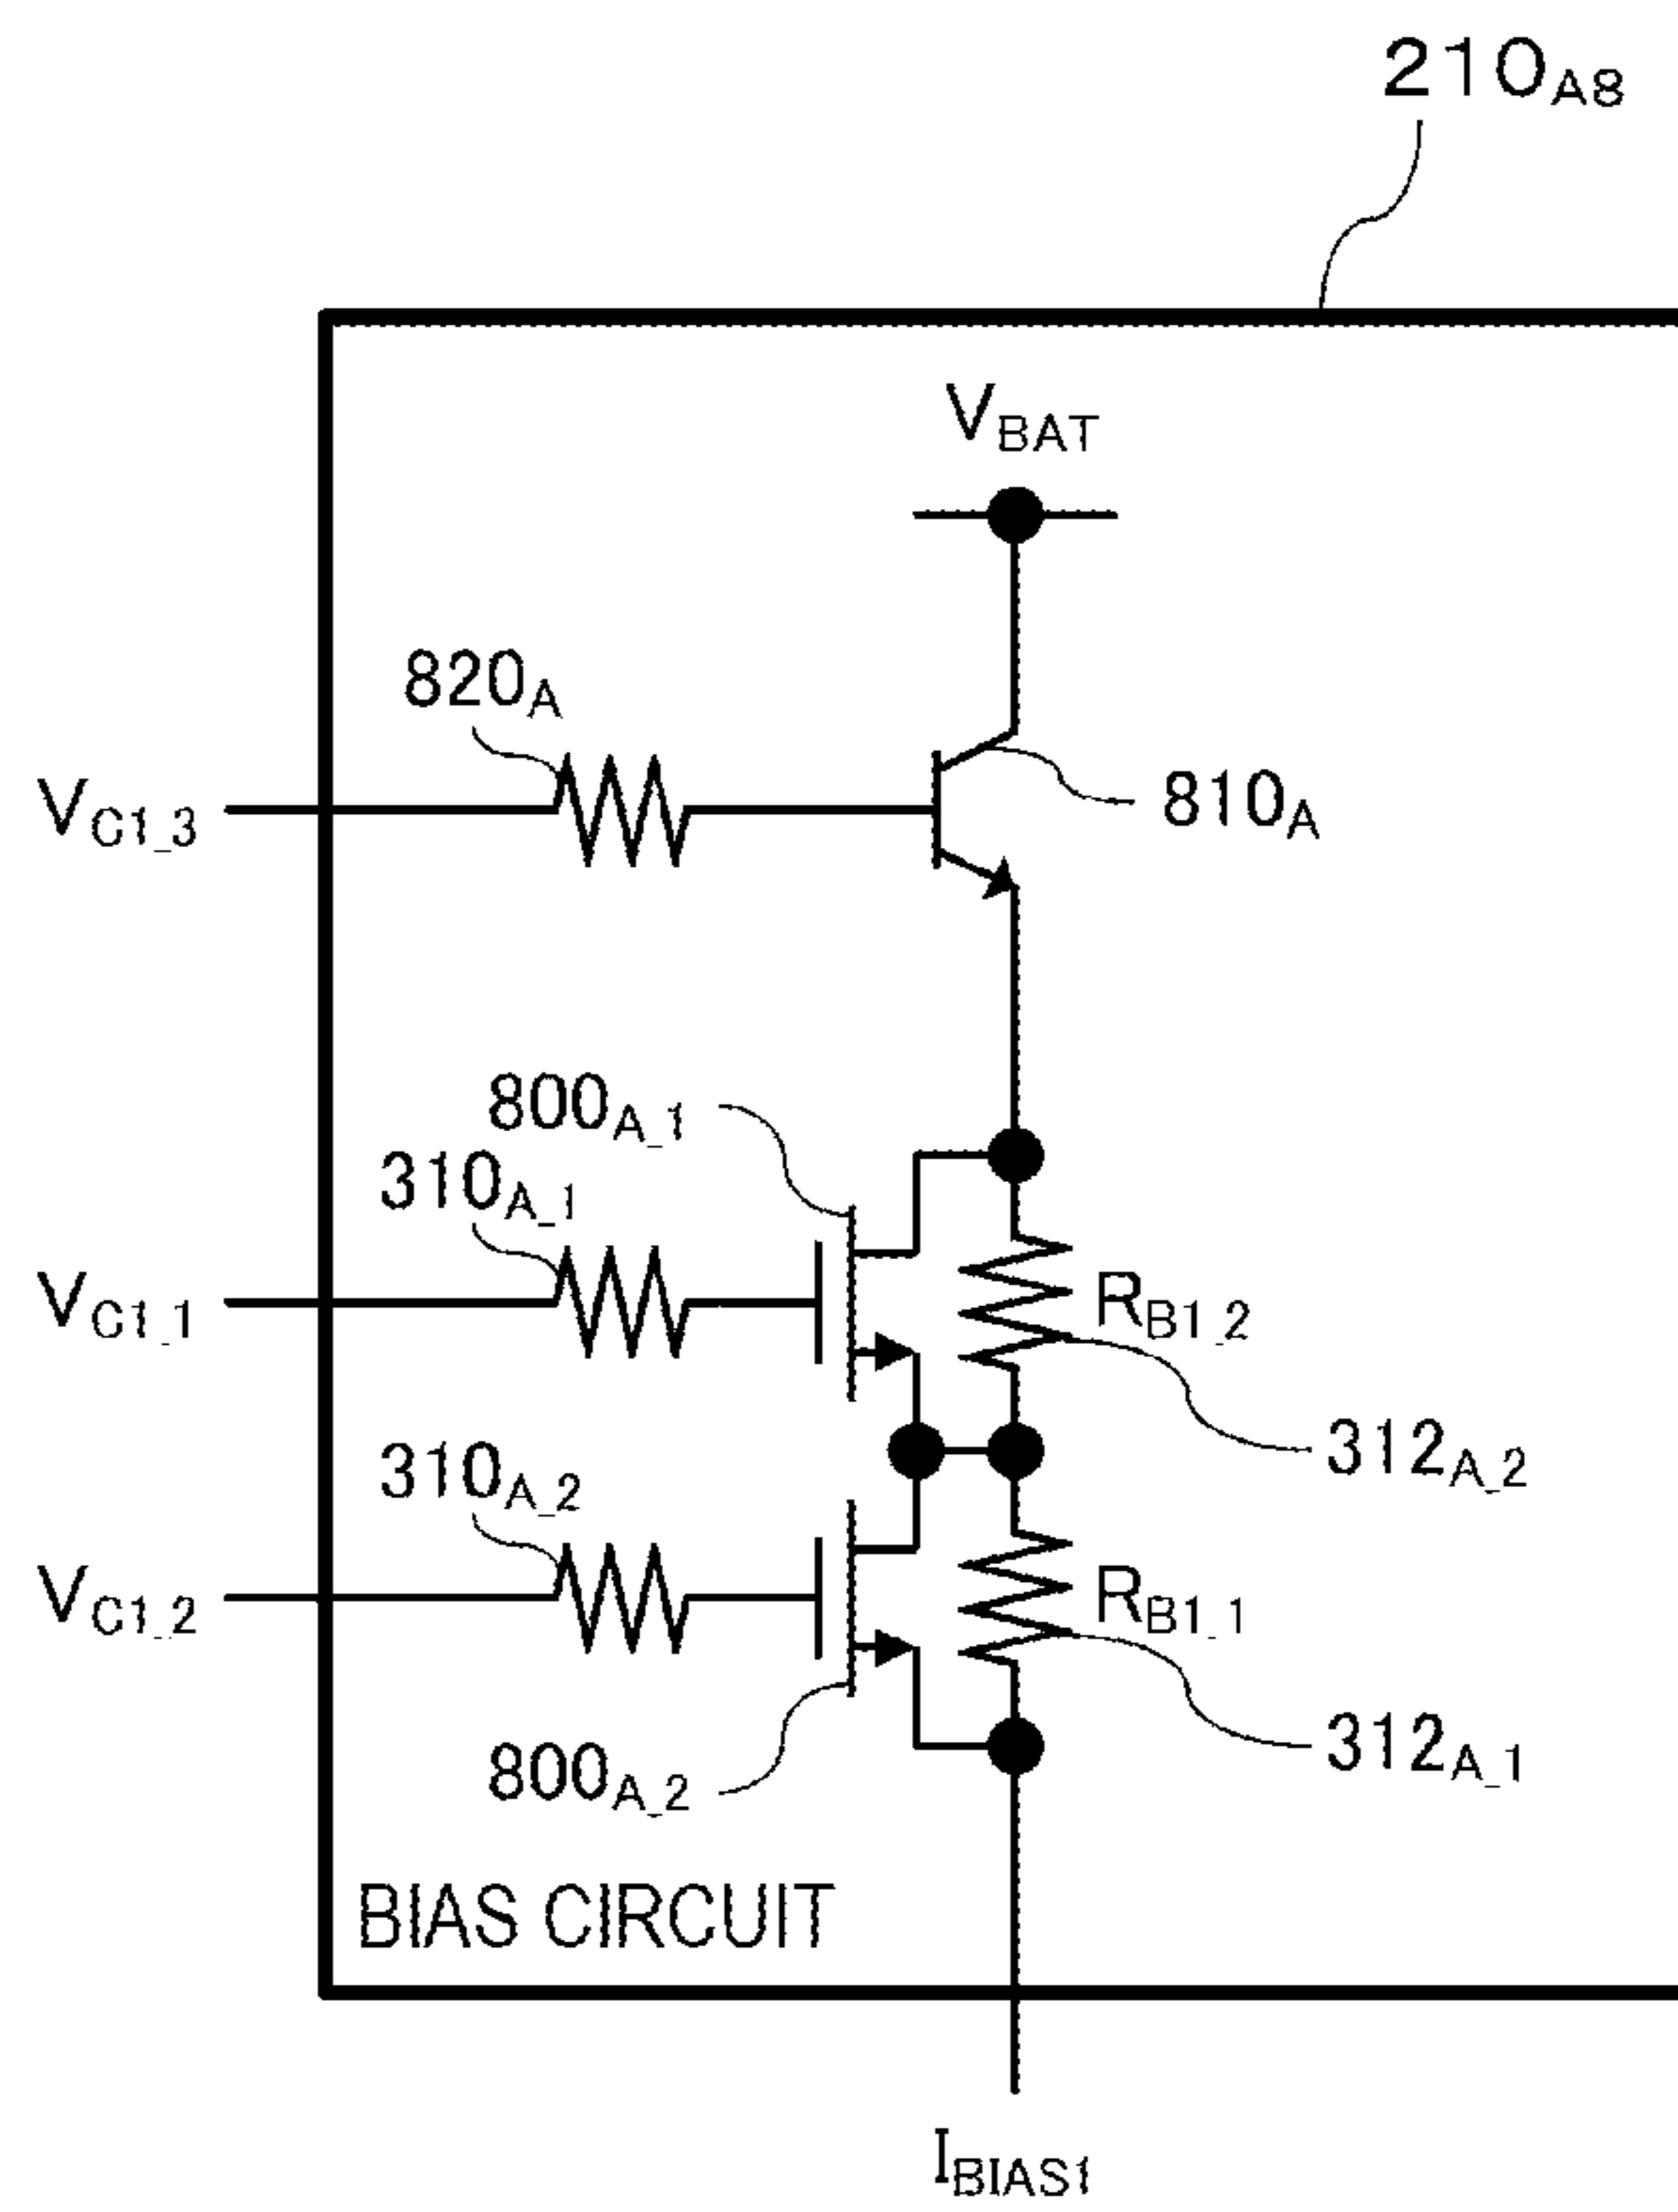 210A8
VBAT
820A
VC1_3
810A
800A_1
310A_1
VC1_1
RB1_2
310A_2
312A_2
VC1_2
RB1_1
800A_2
312A_1
BIAS CIRCUIT
IBIAS1